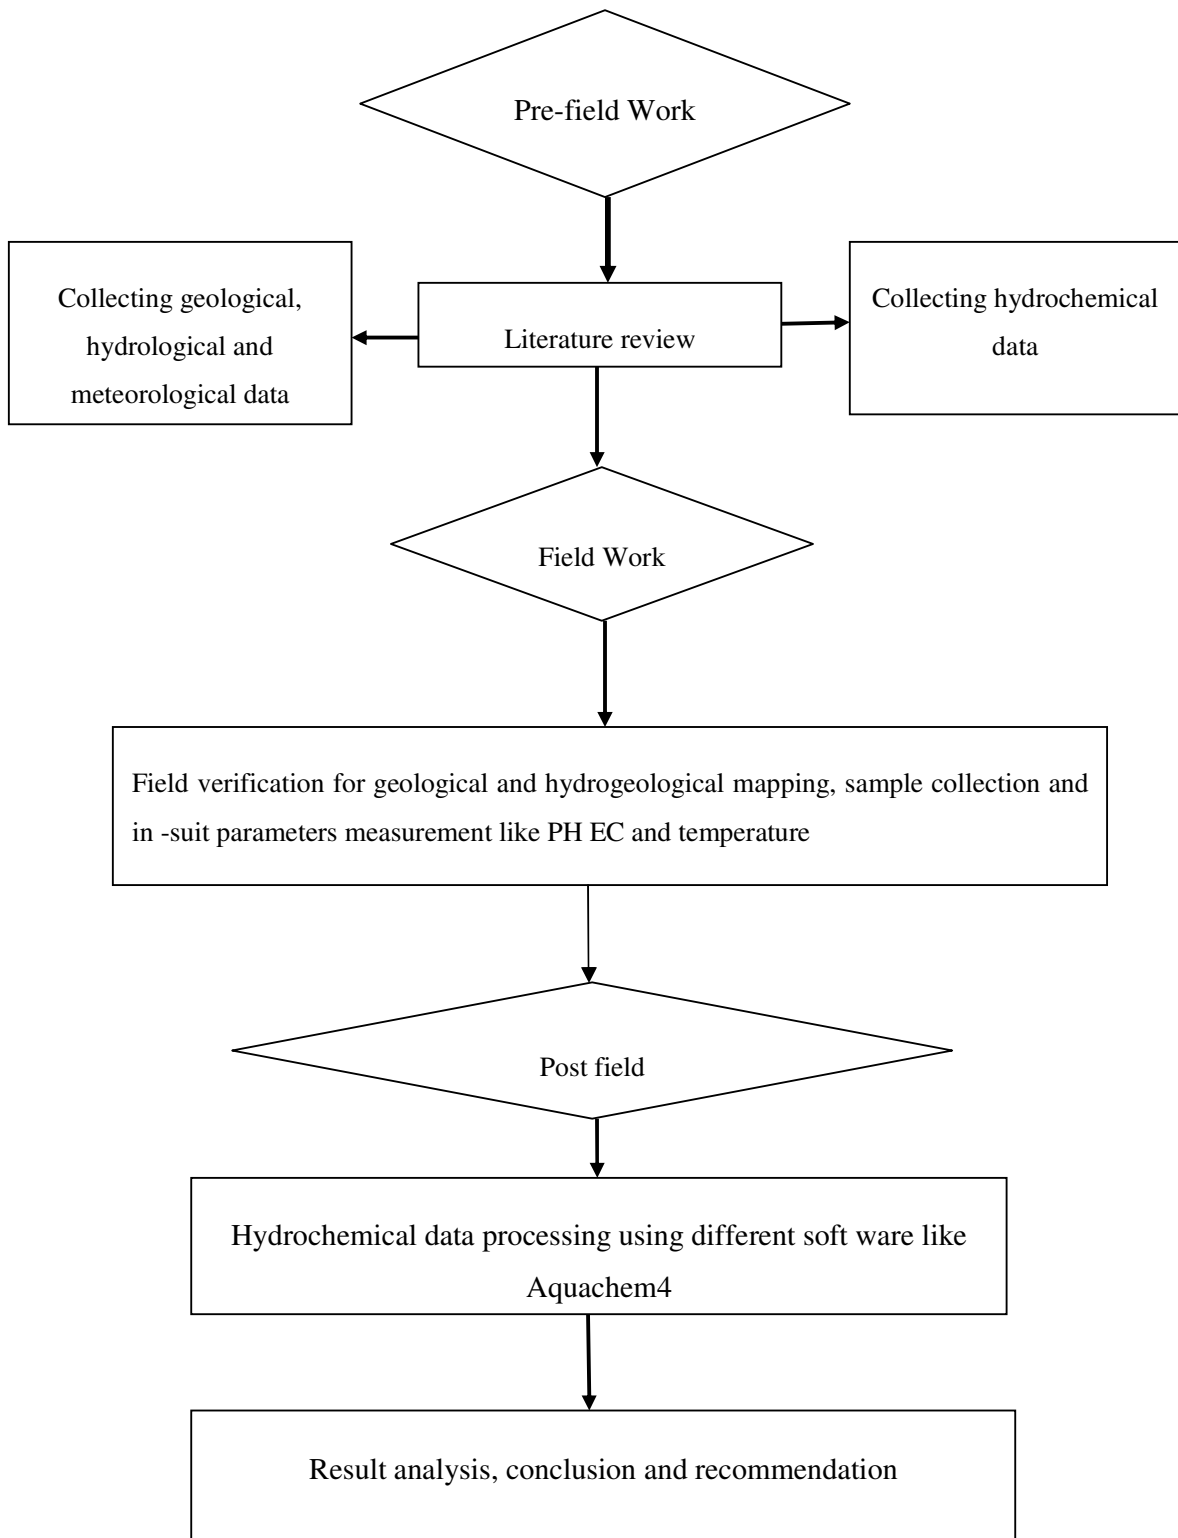 Pre-field Work
Collecting geological,
hydrological and
meteorological data
Literature review
Collecting hydrochemical
data
Field Work
Field verification for geological and hydrogeological mapping, sample collection and
in -suit parameters measurement like PH EC and temperature
Post field
Hydrochemical data processing using different soft ware like
Aquachem4
Result analysis, conclusion and recommendation